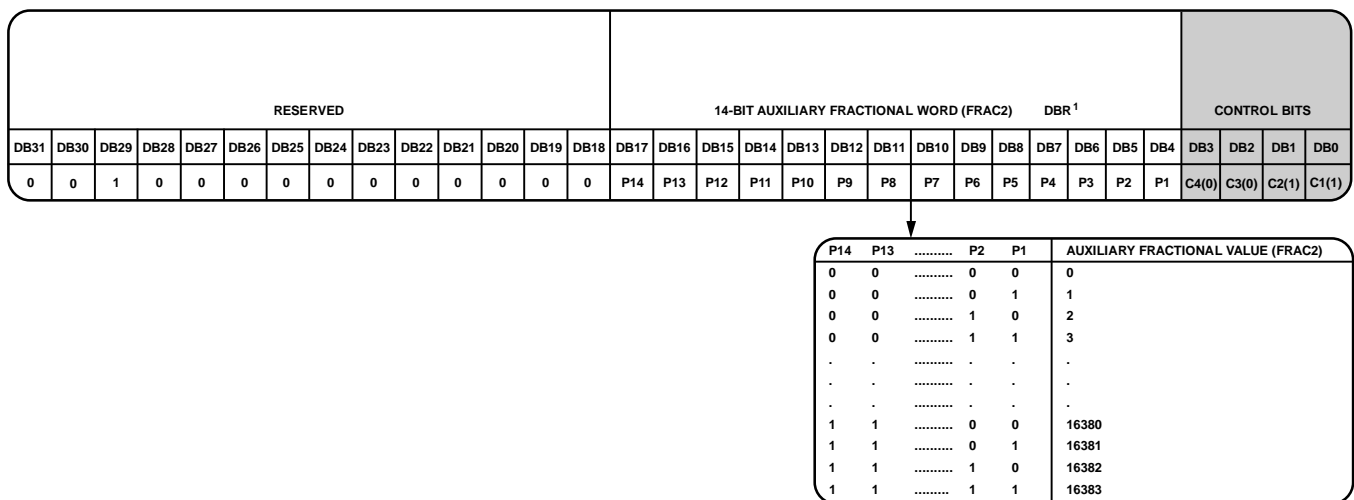 RESERVED 14-BIT AUXILIARY FRACTIONAL WORD (FRAC2) DBR 1 CONTROL BITS
DB31 DB30 DB29 DB28 DB27 DB26 DB25 DB24 DB23 DB22 DB21 DB20 DB19 DB18 DB17 DB16 DB15 DB14 DB13 DB12 DB11 DB10 DB9 DB8 DB7 DB6 DB5 DB4 DB3 DB2 DB1 DB0
0 0 1 0 0 0 0 0 0 0 0 0 0 0 P14 P13 P12 P11 P10 P9 P8 P7 P6 P5 P4 P3 P2 P1 C4(0) C3(0) C2(1) C1(1)
P14 P13 .......... P2 P1 AUXILIARY FRACTIONAL VALUE (FRAC2)
0 0 .......... 0 0 0
0 0 .......... 0 1 1
0 0 .......... 1 0 2
0 0 .......... 1 1 3
. . .......... . . .
. . .......... . . .
. . .......... . . .
1 1 .......... 0 0 16380
1 1 .......... 0 1 16381
1 1 .......... 1 0 16382
1 1 ......... 1 1 16383